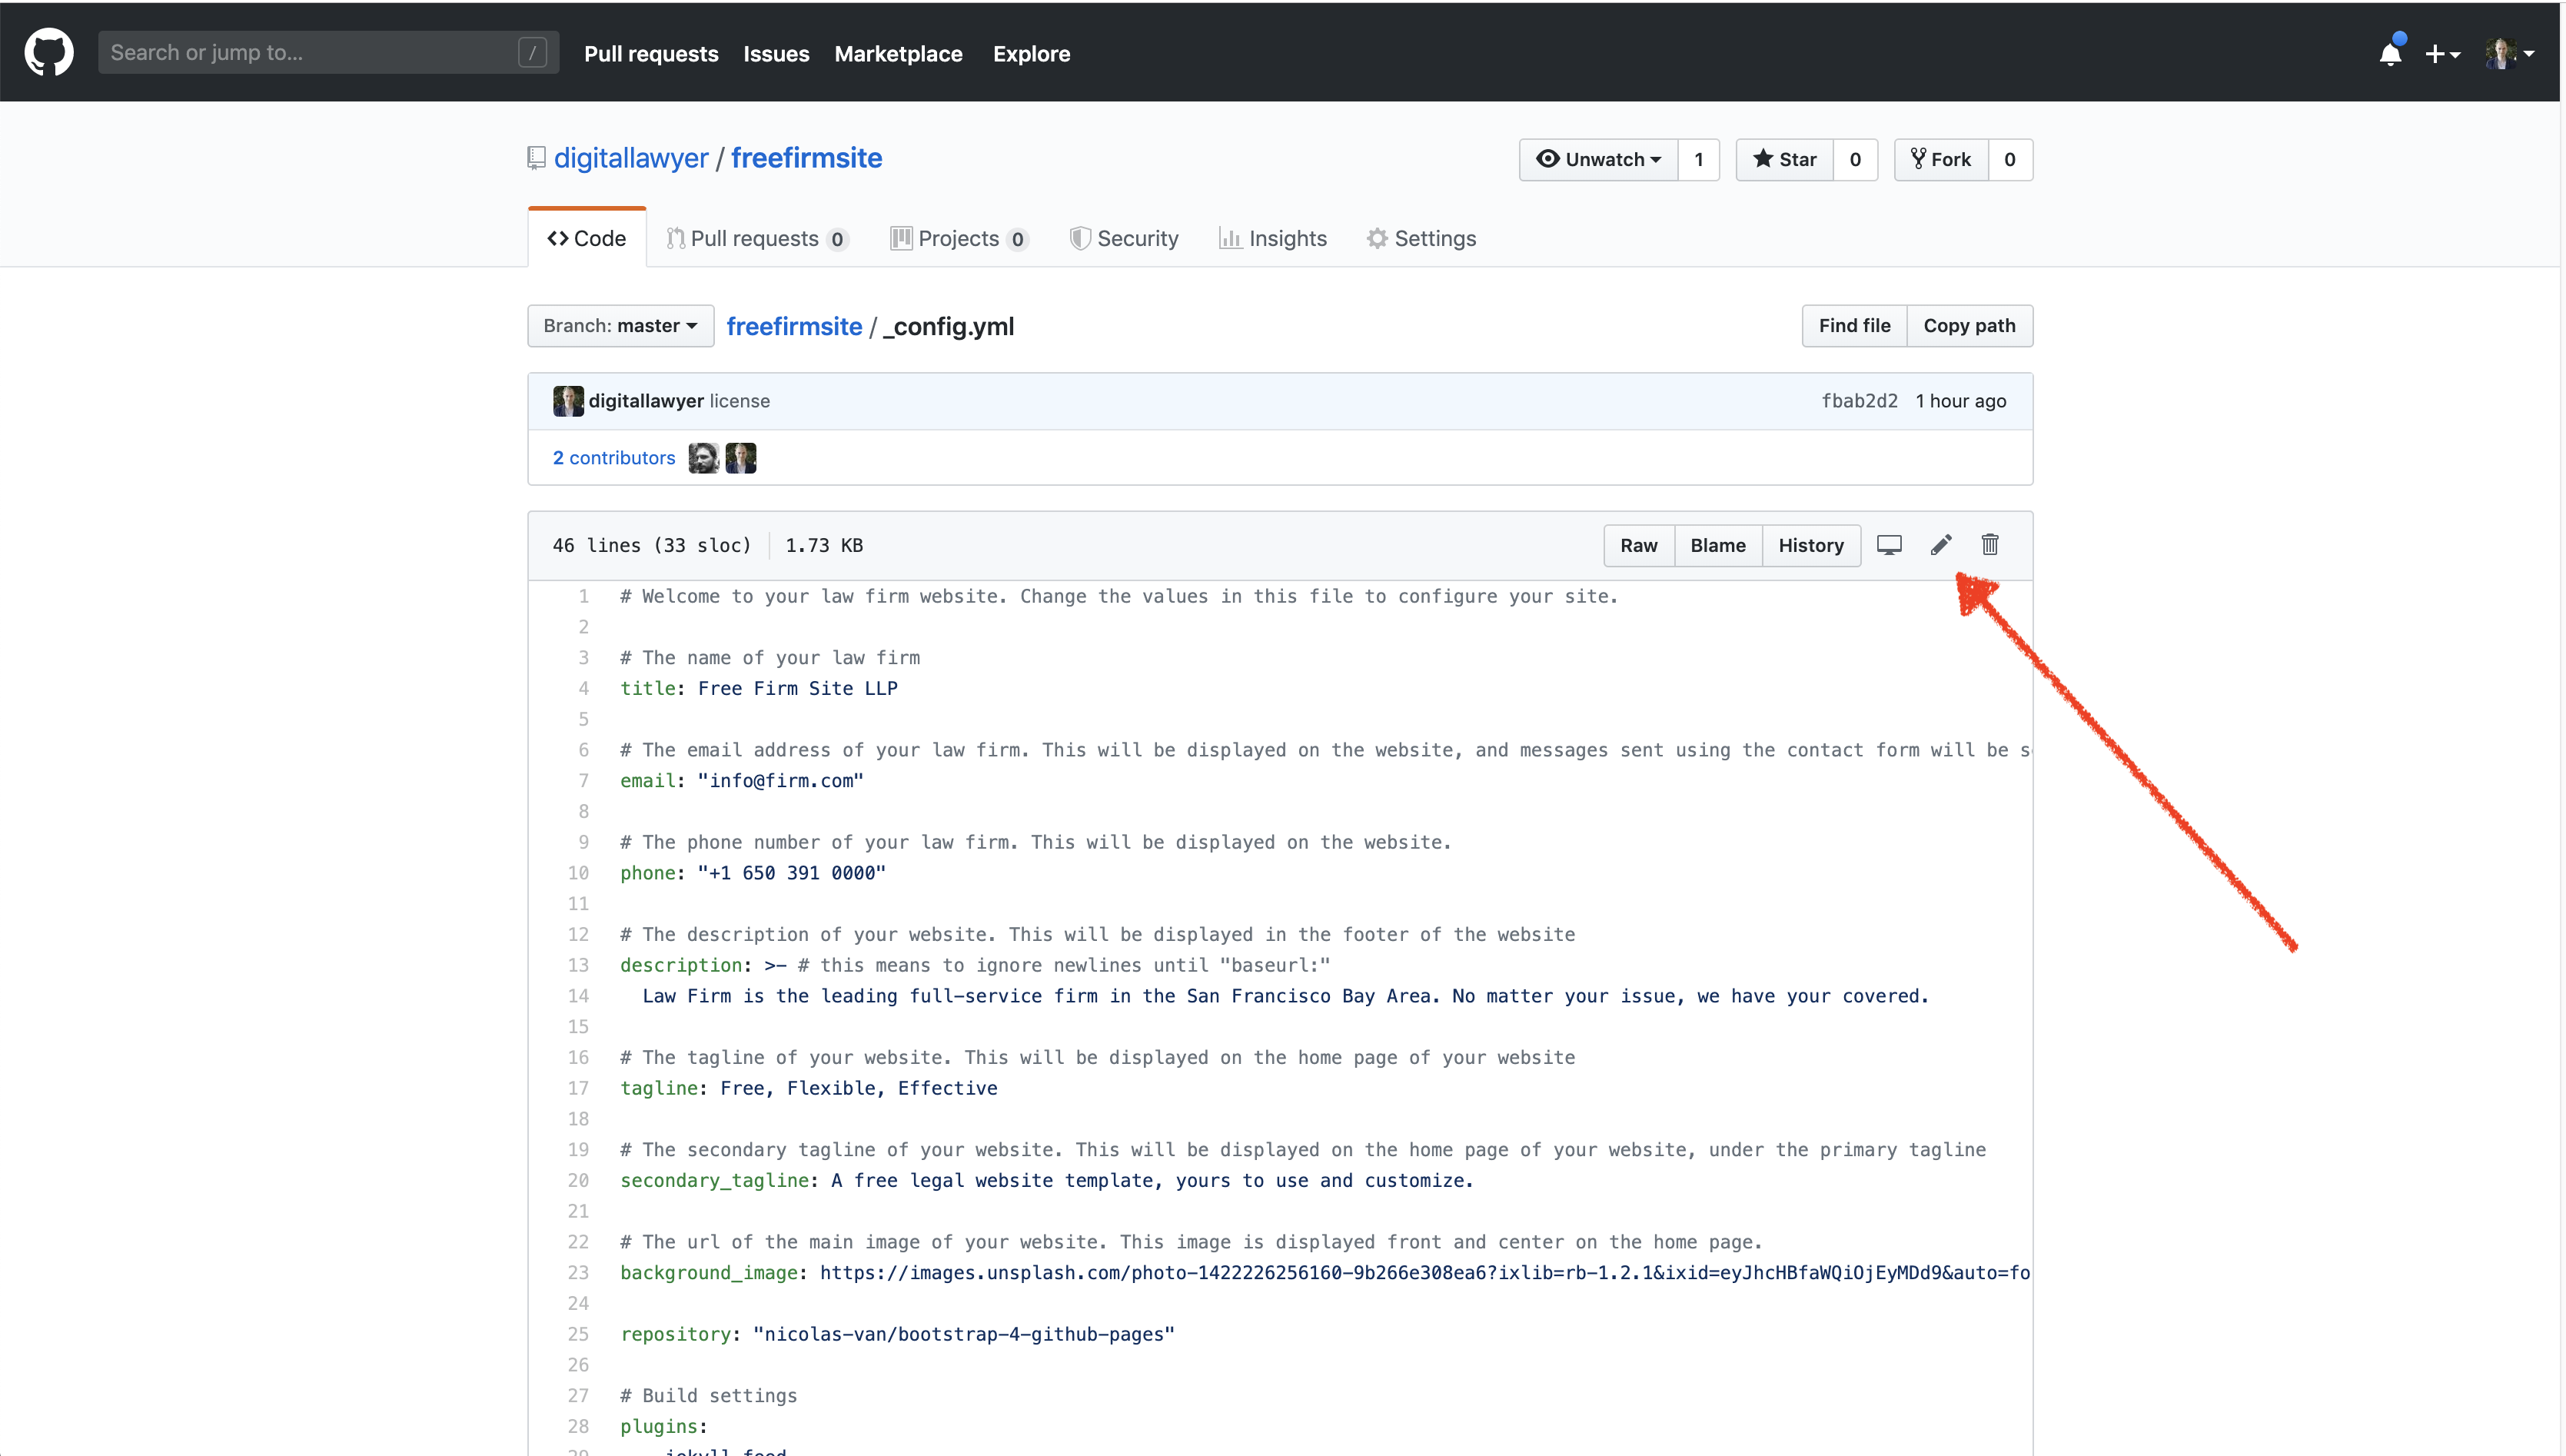 Search or jump to... / Pull requests Issues Marketplace Explore
digitallawyer / freefirmsite Unwatch 1 Star 0 Fork 0
Code Pull requests 0 Projects 0 Security Insights Settings
Branch: master freefirmsite / _config.yml Find file Copy path
digitallawyer license fbab2d2 1 hour ago
2 contributors
46 lines (33 sloc) 1.73 KB Raw Blame History
1 # Welcome to your law firm website. Change the values in this file to configure your site.
2
3 # The name of your law firm
4 title: Free Firm Site LLP
5
6 # The email address of your law firm. This will be displayed on the website, and messages sent using the contact form will be s
7 email: "info@firm.com"
8
9 # The phone number of your law firm. This will be displayed on the website.
10 phone: "+1 650 391 0000"
11
12 # The description of your website. This will be displayed in the footer of the website
13 description: >- # this means to ignore newlines until "baseurl:"
14 Law Firm is the leading full-service firm in the San Francisco Bay Area. No matter your issue, we have your covered.
15
16 # The tagline of your website. This will be displayed on the home page of your website
17 tagline: Free, Flexible, Effective
18
19 # The secondary tagline of your website. This will be displayed on the home page of your website, under the primary tagline
20 secondary_tagline: A free legal website template, yours to use and customize.
21
22 # The url of the main image of your website. This image is displayed front and center on the home page.
23 background_image: https://images.unsplash.com/photo-1422226256160-9b266e308ea6?ixlib=rb-1.2.1&ixid=eyJhcHBfaWQiOjEyMDd9&auto=fo
24
25 repository: "nicolas-van/bootstrap-4-github-pages"
26
27 # Build settings
28 plugins:
29 - jekyll-feed